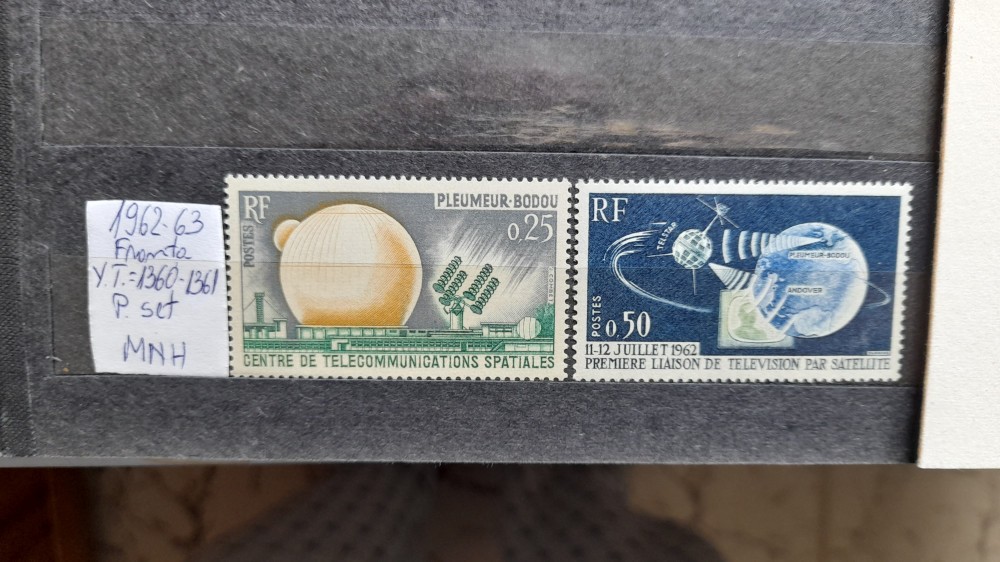 1962-63
Franta
Y.T.=1360-1361
P. set
MNH
RF
POSTES
PLEUMEUR-BODOU
0,25
CENTRE DE TELECOMMUNICATIONS SPATIALES
RF
TELSTAR
PLEUMEUR-BODOU
ANDOVER
POSTES
0,50
11-12 JUILLET 1962
PREMIERE LIAISON DE TELEVISION PAR SATELLITE